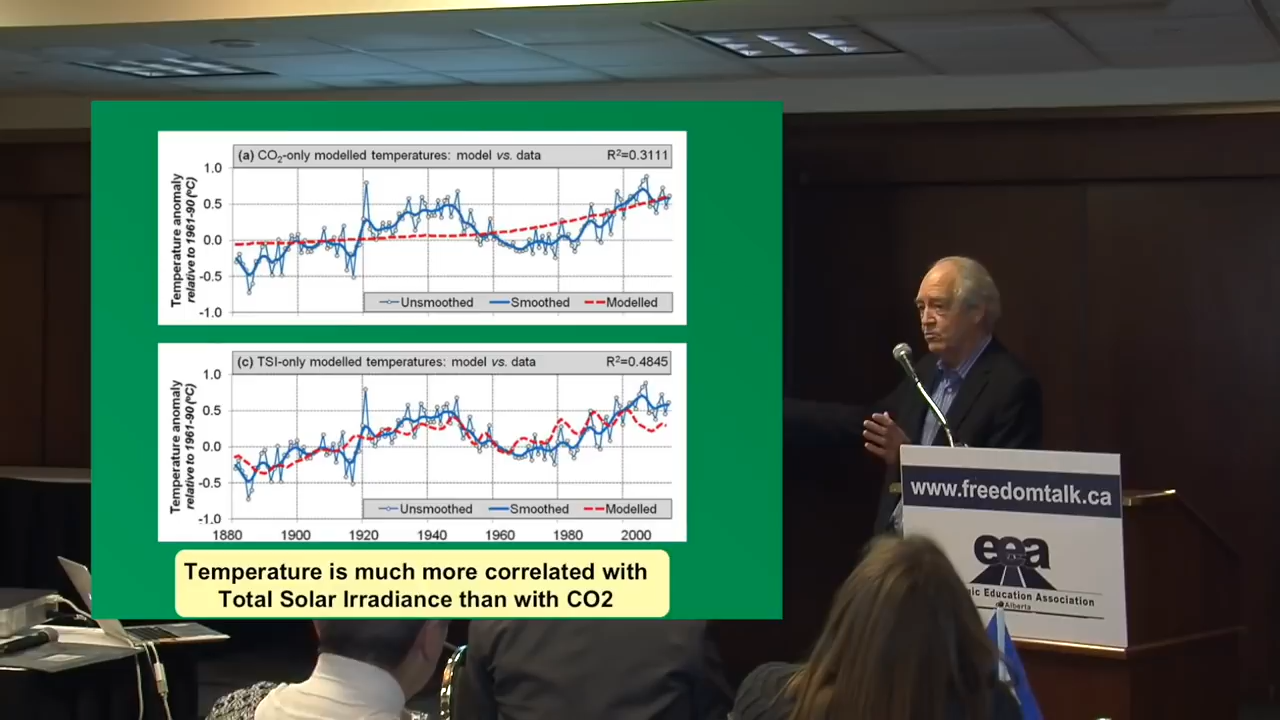 (a) CO₂-only modelled temperatures: model vs. data R²=0.3111
Temperature anomaly
relative to 1961-90 (ºC)
1.0
0.5
0.0
-0.5
-1.0
Unsmoothed Smoothed Modelled
(c) TSI-only modelled temperatures: model vs. data R²=0.4845
Temperature anomaly
relative to 1961-90 (ºC)
1.0
0.5
0.0
-0.5
-1.0
Unsmoothed Smoothed Modelled
1880 1900 1920 1940 1960 1980 2000
Temperature is much more correlated with
Total Solar Irradiance than with CO2
www.freedomtalk.ca
eea
ic Education Association
of Alberta